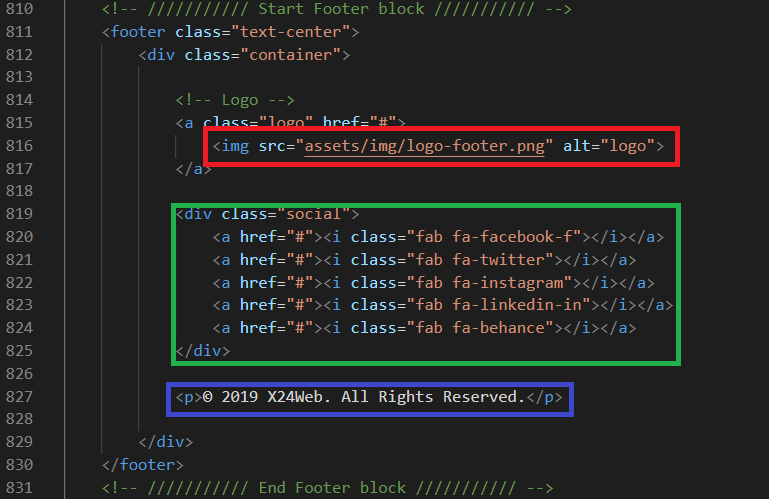 810 <!-- /////////// Start Footer block /////////// -->
811 <footer class="text-center">
812 <div class="container">
813
814 <!-- Logo -->
815 <a class="logo" href="#">
816 <img src="assets/img/logo-footer.png" alt="logo">
817 </a>
818
819 <div class="social">
820 <a href="#"><i class="fab fa-facebook-f"></i></a>
821 <a href="#"><i class="fab fa-twitter"></i></a>
822 <a href="#"><i class="fab fa-instagram"></i></a>
823 <a href="#"><i class="fab fa-linkedin-in"></i></a>
824 <a href="#"><i class="fab fa-behance"></i></a>
825 </div>
826
827 <p>© 2019 X24Web. All Rights Reserved.</p>
828
829 </div>
830 </footer>
831 <!-- /////////// End Footer block /////////// -->